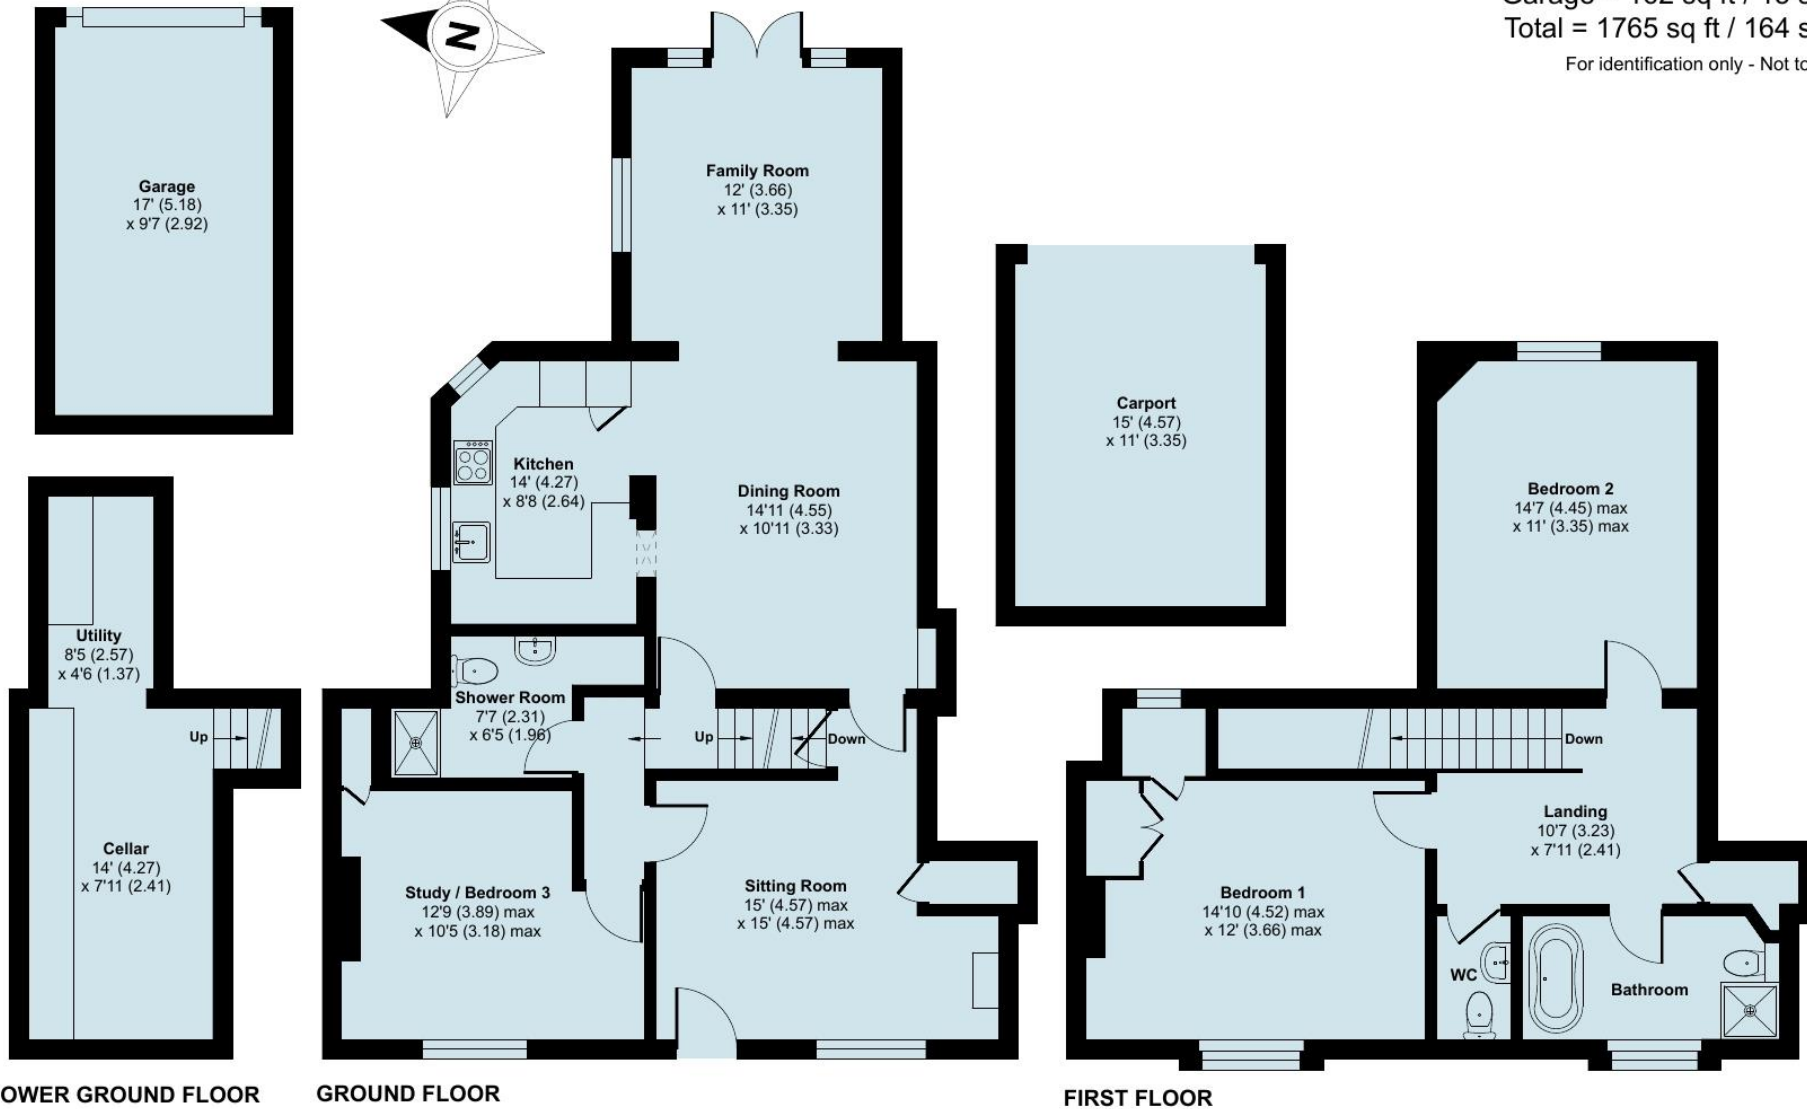 Total = 1765 sq ft / 164 s
For identification only - Not to
N
Garage
17' (5.18)
x 9'7 (2.92)
Family Room
12' (3.66)
x 11' (3.35)
Carport
15' (4.57)
x 11' (3.35)
Kitchen
14' (4.27)
x 8'8 (2.64)
Dining Room
14'11 (4.55)
x 10'11 (3.33)
Bedroom 2
14'7 (4.45) max
x 11' (3.35) max
Utility
8'5 (2.57)
x 4'6 (1.37)
Shower Room
7'7 (2.31)
x 6'5 (1.96)
Up
Up
Down
Down
Cellar
14' (4.27)
x 7'11 (2.41)
Study / Bedroom 3
12'9 (3.89) max
x 10'5 (3.18) max
Sitting Room
15' (4.57) max
x 15' (4.57) max
Landing
10'7 (3.23)
x 7'11 (2.41)
Bedroom 1
14'10 (4.52) max
x 12' (3.66) max
WC
Bathroom
OWER GROUND FLOOR
GROUND FLOOR
FIRST FLOOR